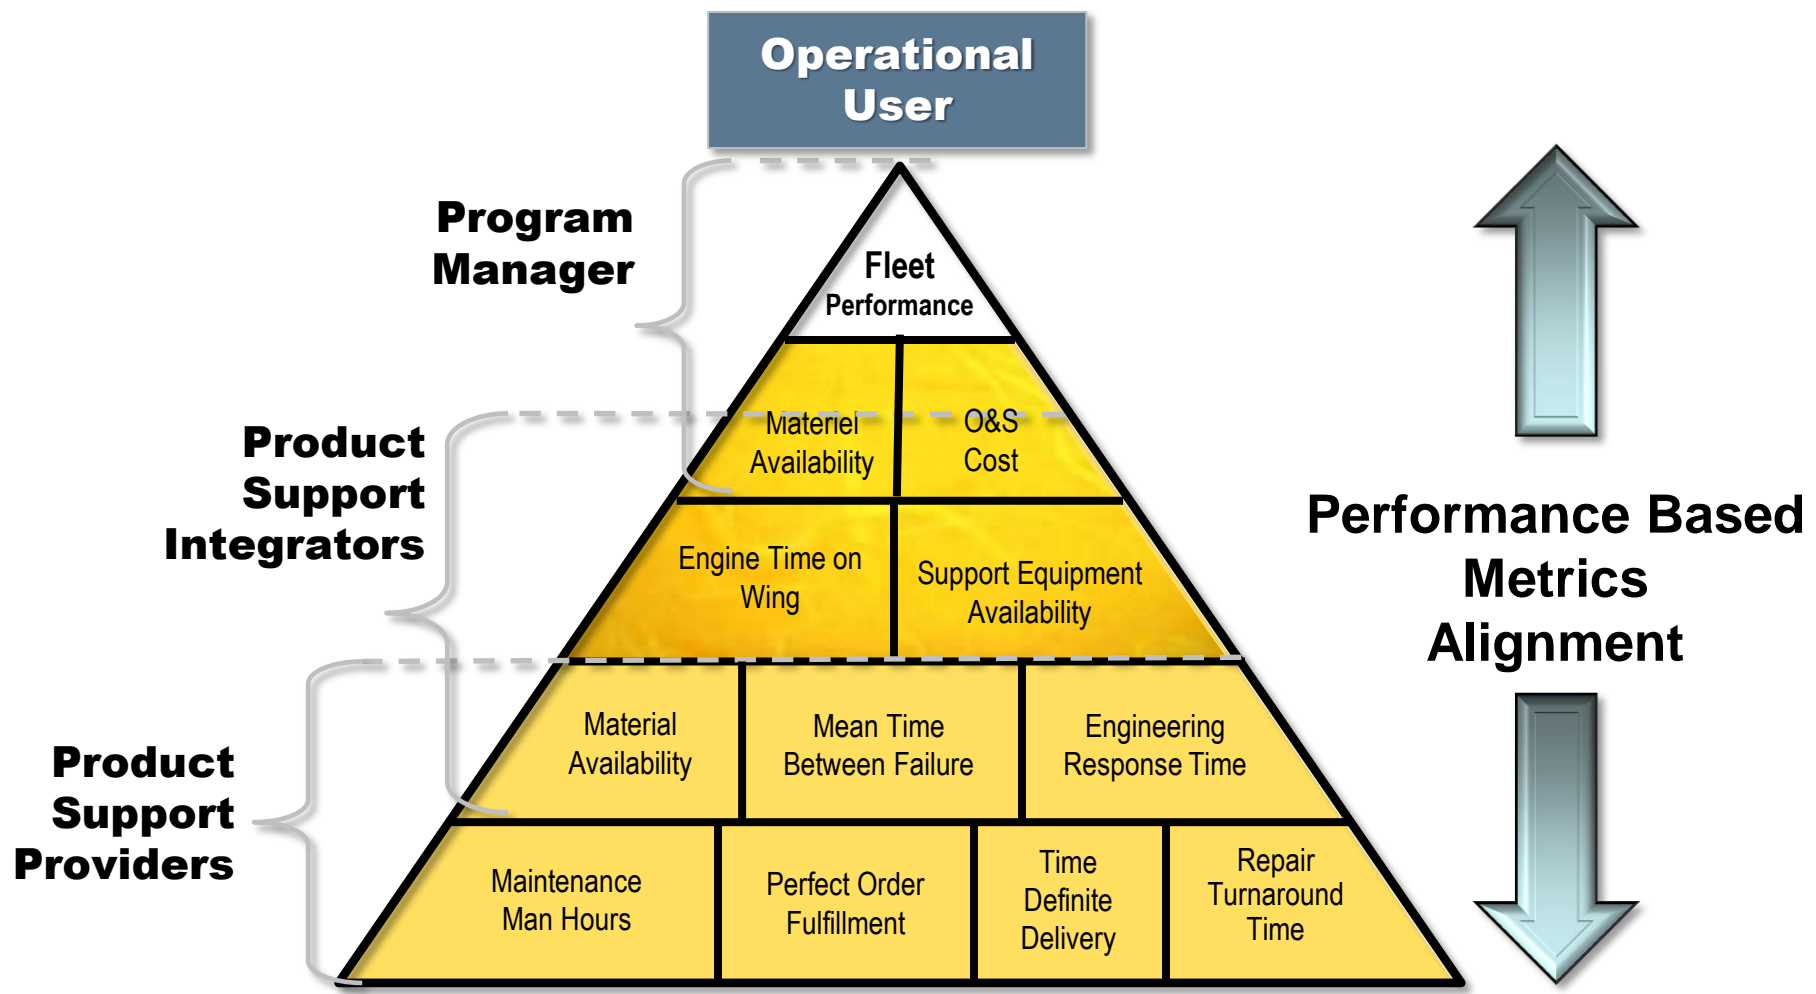 Operational
User
Program
Manager
Fleet
Performance
Product
Support
Integrators
Materiel
Availability
O&S
Cost
Engine Time on
Wing
Support Equipment
Availability
Performance Based
Metrics
Alignment
Product
Support
Providers
Material
Availability
Mean Time
Between Failure
Engineering
Response Time
Maintenance
Man Hours
Perfect Order
Fulfillment
Time
Definite
Delivery
Repair
Turnaround
Time